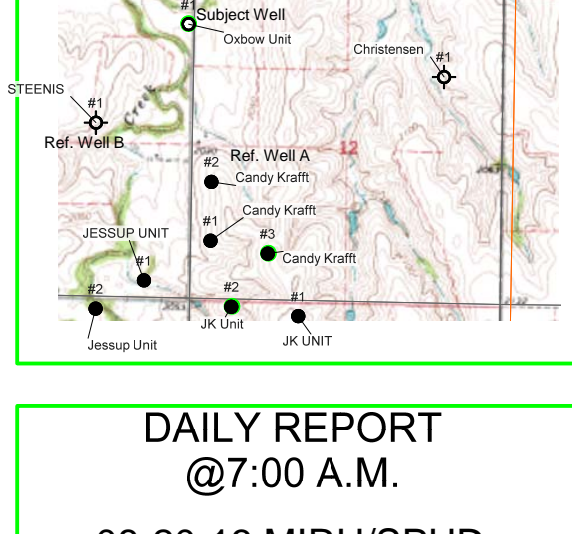 #1
Subject Well
Oxbow Unit
Christensen
#1
STEENIS
#1
Creek
Ref. Well B
12
Ref. Well A
#2
Candy Krafft
Candy Krafft
#1
#3
Candy Krafft
JESSUP UNIT
#1
#2
Jessup Unit
#2
JK Unit
#1
JK UNIT
DAILY REPORT
@7:00 A.M.